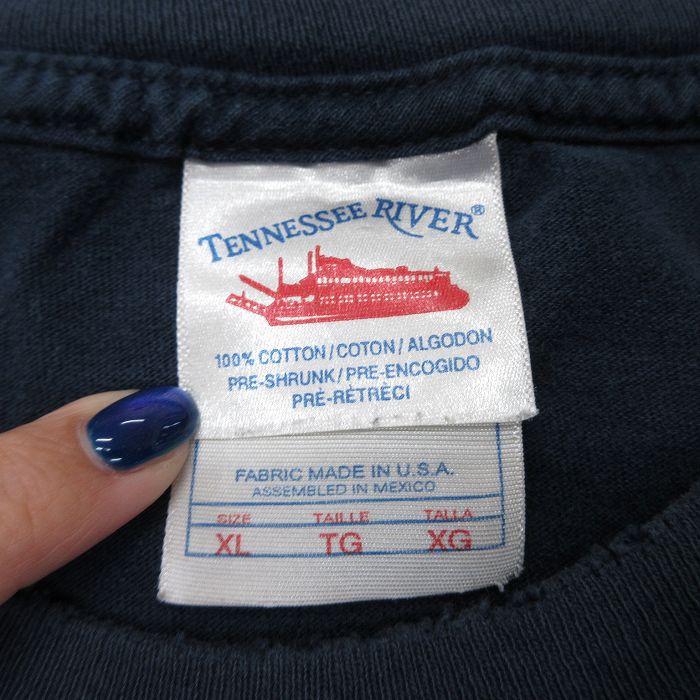 TENNESSEE RIVER®
100% COTTON/COTON/ALGODON
PRE-SHRUNK/PRE-ENCOGIDO
PRÉ-RÈTRÈCI
FABRIC MADE IN U.S.A.
ASSEMBLED IN MEXICO
SIZE TAILLE TALLA
XL TG XG